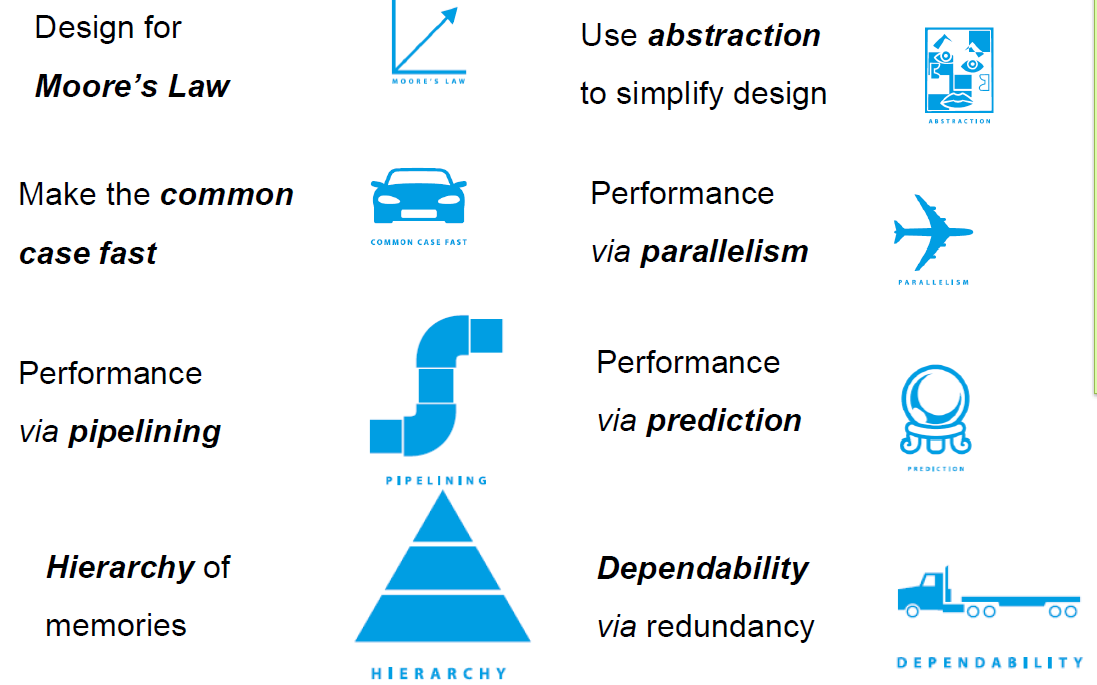 Design for
Moore's Law
MOORE'S LAW
Use abstraction
to simplify design
ABSTRACTION
Make the common
case fast
COMMON CASE FAST
Performance
via parallelism
PARALLELISM
Performance
via pipelining
PIPELINING
Performance
via prediction
PREDICTION
Hierarchy of
memories
HIERARCHY
Dependability
via redundancy
DEPENDABILITY